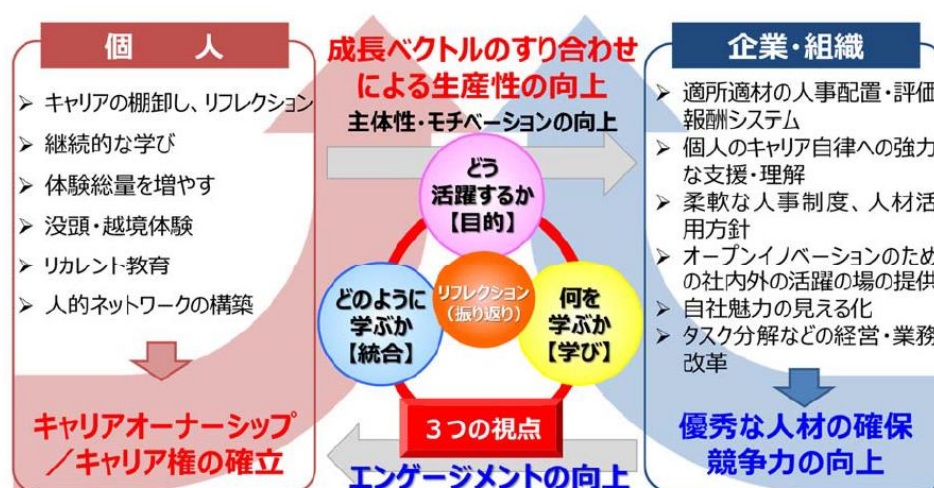 個 人
➢ キャリアの棚卸し、リフレクション
➢ 継続的な学び
➢ 体験総量を増やす
➢ 没頭・越境体験
➢ リカレント教育
➢ 人的ネットワークの構築
キャリアオーナーシップ
／キャリア権の確立
成長ベクトルのすり合わせ
による生産性の向上
主体性・モチベーションの向上
どう
活躍するか
【目的】
リフレクション
(振り返り)
どのように
学ぶか
【統合】
何を
学ぶか
【学び】
3つの視点
エンゲージメントの向上
企業・組織
➢ 適所適材の人事配置・評価
報酬システム
➢ 個人のキャリア自律への強力
な支援・理解
➢ 柔軟な人事制度、人材活
用方針
➢ オープンイノベーションのため
の社内外の活躍の場の提供
➢ 自社魅力の見える化
➢ タスク分解などの経営・業務
改革
優秀な人材の確保
競争力の向上